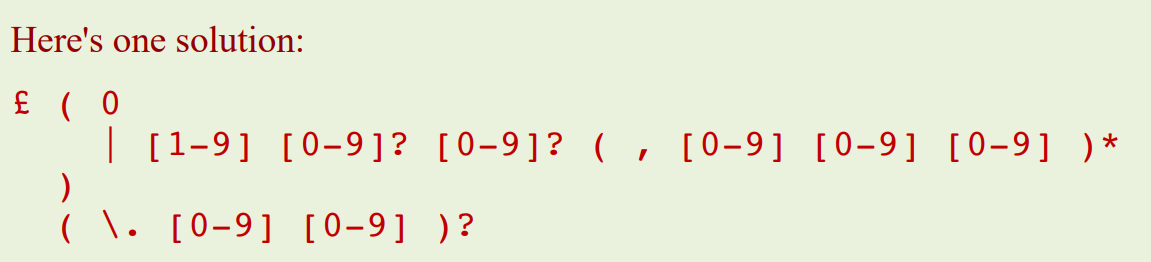 Here's one solution:
£ ( 0
| [1-9] [0-9]? [0-9]? ( , [0-9] [0-9] [0-9] )*
)
( \. [0-9] [0-9] )?